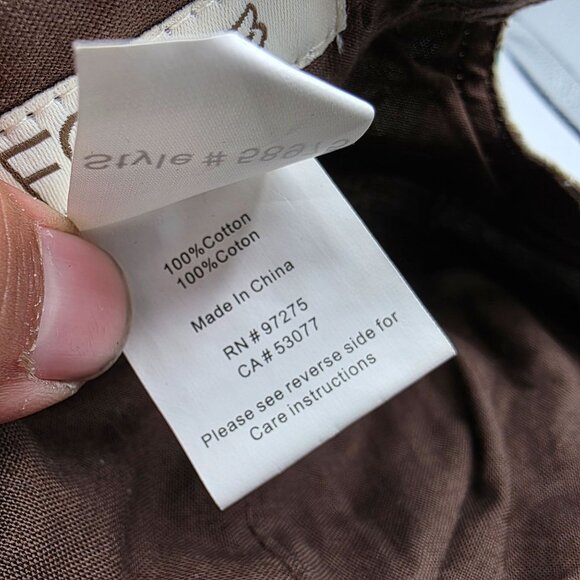 Style # 5897
100%Cotton
100%Coton
Made In China
RN#97275
CA#53077
Please see reverse side for
Care instructions